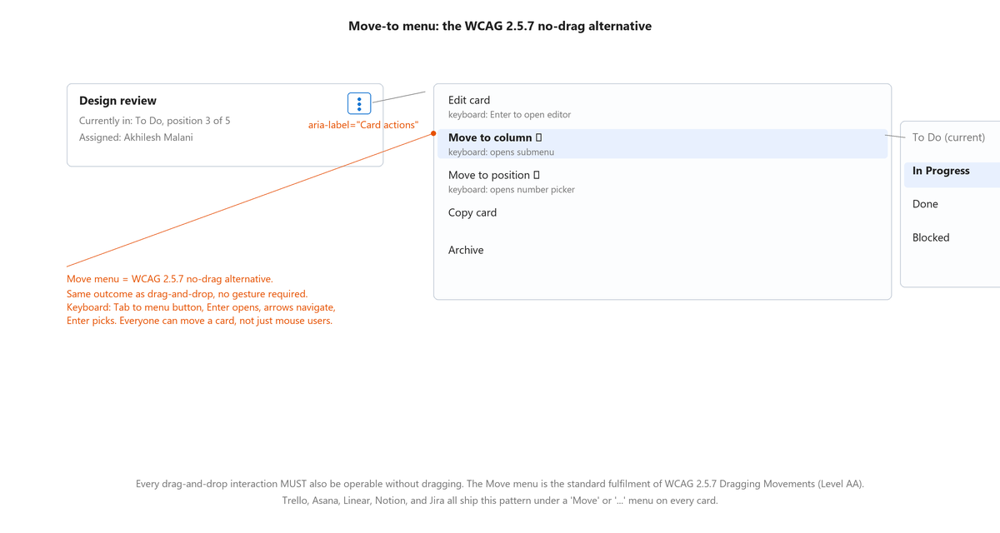 Move-to menu: the WCAG 2.5.7 no-drag alternative
Design review
Currently in: To Do, position 3 of 5
Assigned: Akhilesh Malani
aria-label="Card actions"
Edit card
keyboard: Enter to open editor
Move to column
keyboard: opens submenu
Move to position
keyboard: opens number picker
Copy card
Archive
To Do (current)
In Progress
Done
Blocked
Move menu = WCAG 2.5.7 no-drag alternative.
Same outcome as drag-and-drop, no gesture required.
Keyboard: Tab to menu button, Enter opens, arrows navigate,
Enter picks. Everyone can move a card, not just mouse users.
Every drag-and-drop interaction MUST also be operable without dragging. The Move menu is the standard fulfilment of WCAG 2.5.7 Dragging Movements (Level AA).
Trello, Asana, Linear, Notion, and Jira all ship this pattern under a 'Move' or '...' menu on every card.